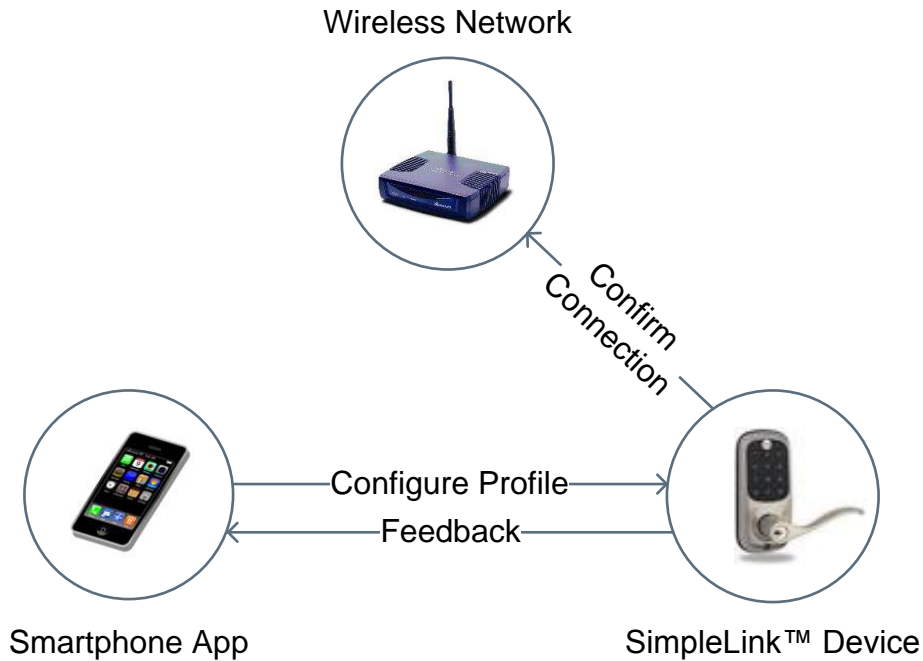 Wireless Network
Confirm
Connection
Configure Profile
Feedback
Smartphone App
SimpleLink™ Device